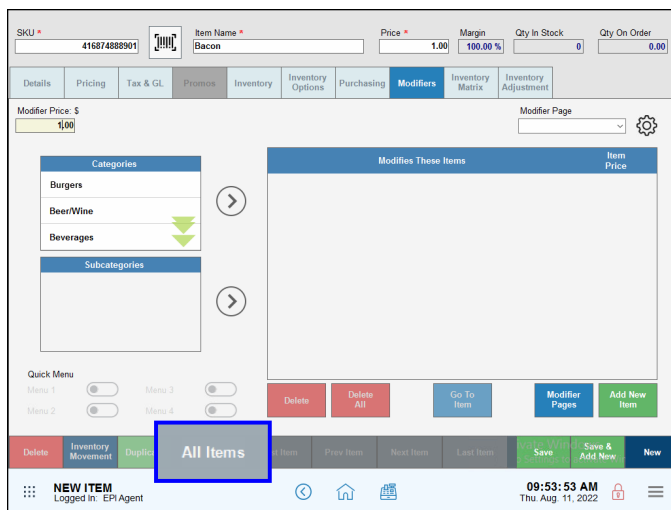 SKU *
Item Name *
Price *
Margin
Qty In Stock
Qty On Order
416874888901
Bacon
1.00
100.00 %
0
0.00
Details
Pricing
Tax & GL
Promos
Inventory
Inventory
Options
Purchasing
Modifiers
Inventory
Matrix
Inventory
Adjustment
Modifier Price: $
1.00
Modifier Page
Categories
Burgers
Beer/Wine
Beverages
Subcategories
Modifies These Items
Item
Price
Quick Menu
Menu 1
Menu 3
Menu 2
Menu 4
Delete
Delete
All
Go To
Item
Modifier
Pages
Add New
Item
Delete
Inventory
Movement
Duplic
All Items
Item
Prev Item
Next Item
Last Item
Save
Save &
Add New
New
NEW ITEM
Logged In: EPI Agent
09:53:53 AM
Thu. Aug. 11, 2022